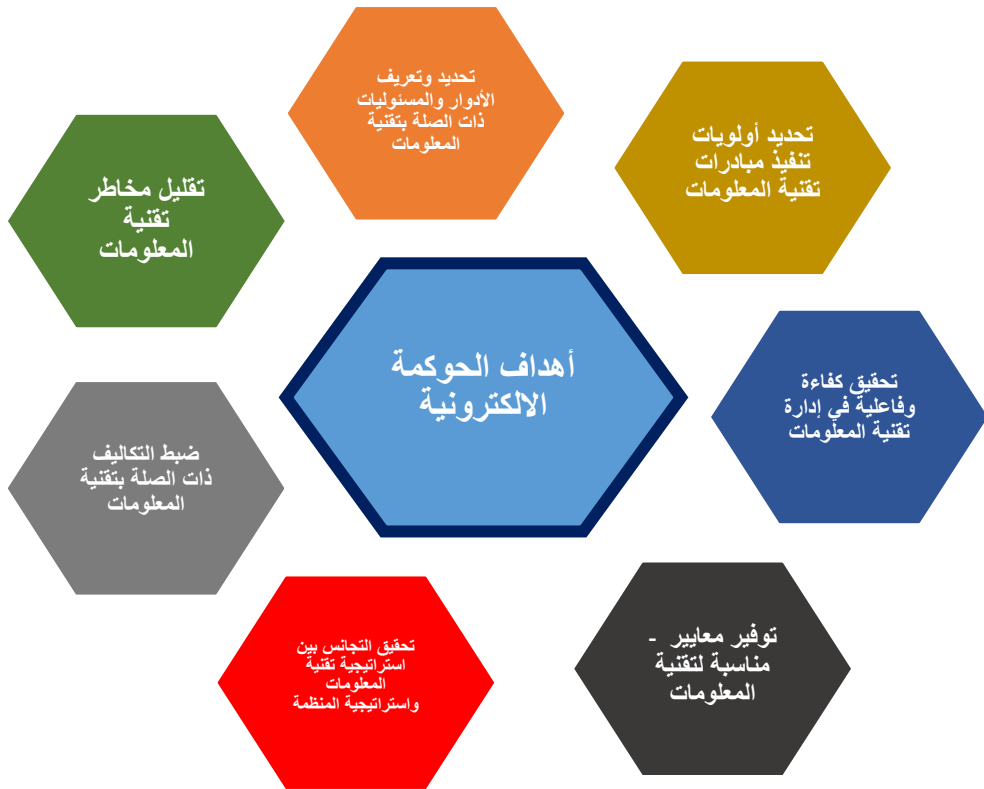 تحديد وتعريف
الأدوار والمسئوليات
ذات الصلة بتقنية
المعلومات
تحديد أولويات
تنفيذ مبادرات
تقنية المعلومات
تقليل مخاطر
تقنية
المعلومات
أهداف الحوكمة
الالكترونية
تحقيق كفاءة
وفاعلية في إدارة
تقنية المعلومات
ضبط التكاليف
ذات الصلة بتقنية
المعلومات
توفير معايير -
مناسبة لتقنية
المعلومات
تحقيق التجانس بين
استراتيجية تقنية
المعلومات
واستراتيجية المنظمة